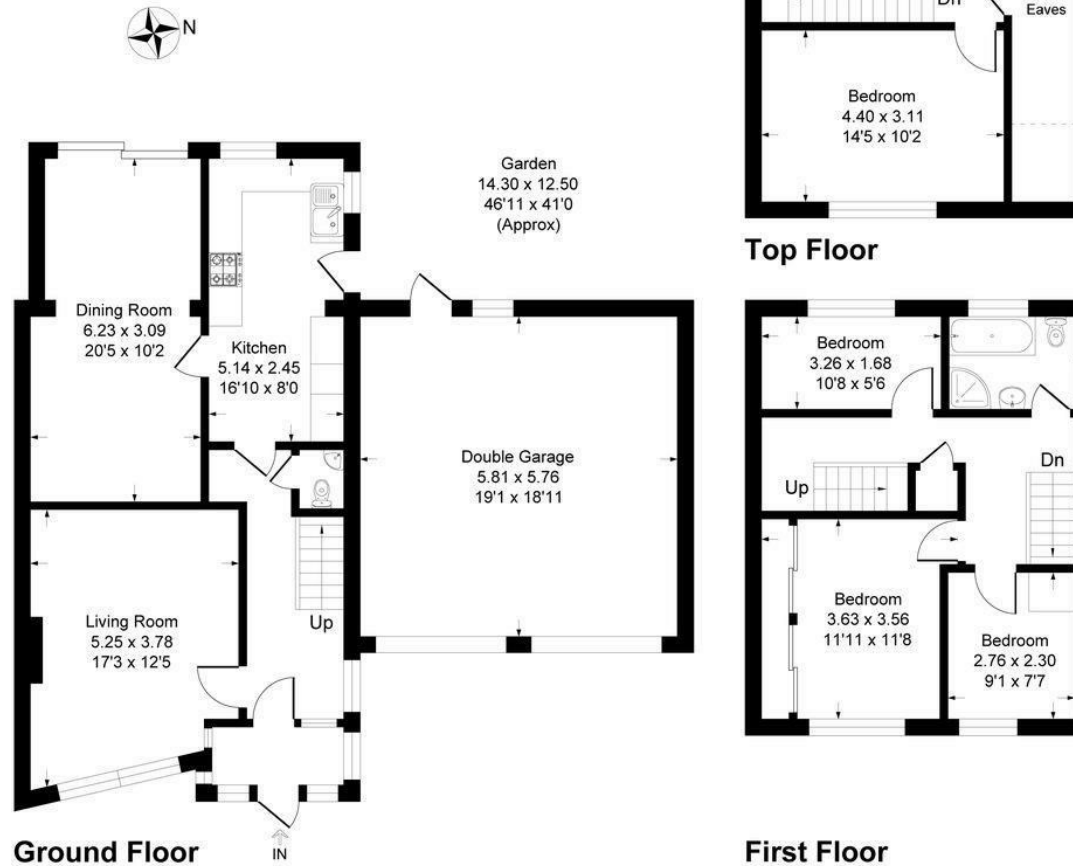 N
Garden
14.30 x 12.50
46'11 x 41'0
(Approx)
Dining Room
6.23 x 3.09
20'5 x 10'2
Kitchen
5.14 x 2.45
16'10 x 8'0
Double Garage
5.81 x 5.76
19'1 x 18'11
Living Room
5.25 x 3.78
17'3 x 12'5
Up
IN
Ground Floor
Dn
Eaves
Bedroom
4.40 x 3.11
14'5 x 10'2
Top Floor
Bedroom
3.26 x 1.68
10'8 x 5'6
Up
Dn
Bedroom
3.63 x 3.56
11'11 x 11'8
Bedroom
2.76 x 2.30
9'1 x 7'7
First Floor